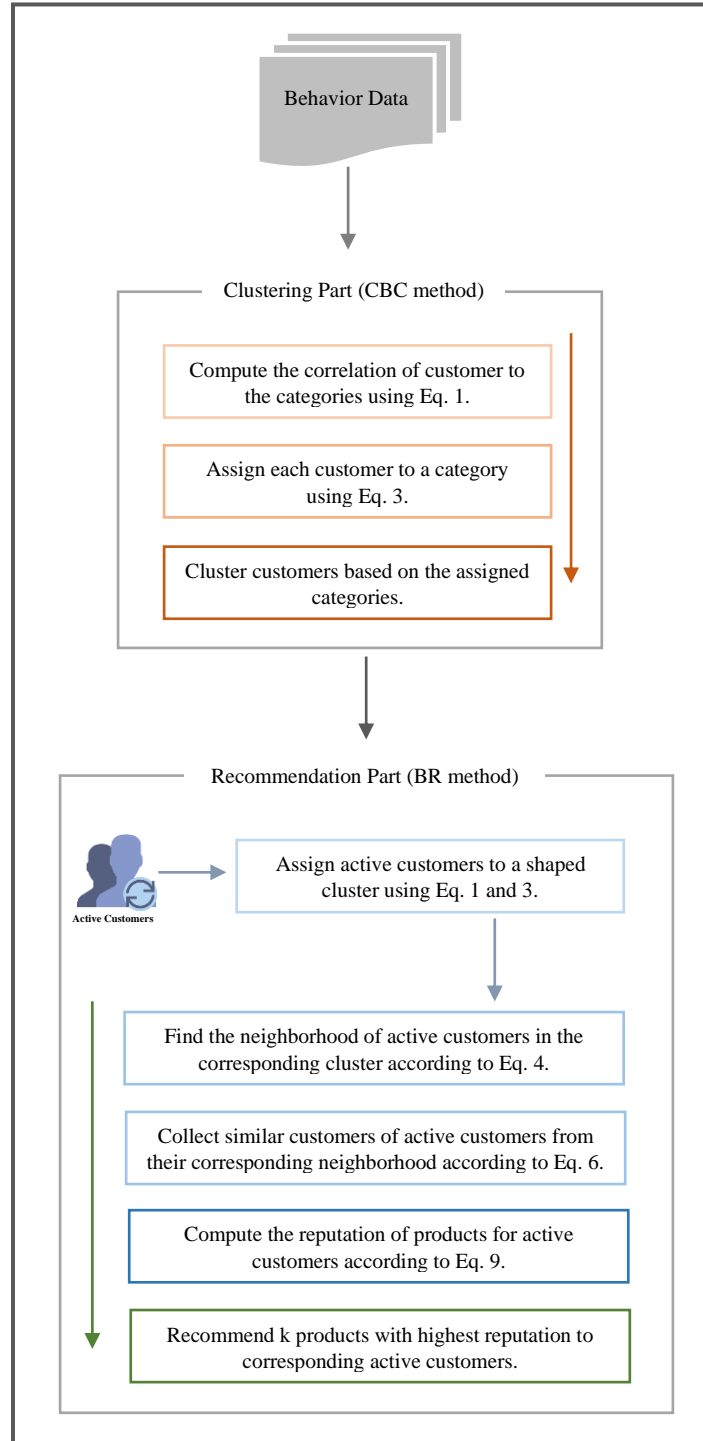 Behavior Data
Clustering Part (CBC method)
Compute the correlation of customer to
the categories using Eq. 1.
Assign each customer to a category
using Eq. 3.
Cluster customers based on the assigned
categories.
Recommendation Part (BR method)
Active Customers
Assign active customers to a shaped
cluster using Eq. 1 and 3.
Find the neighborhood of active customers in the
corresponding cluster according to Eq. 4.
Collect similar customers of active customers from
their corresponding neighborhood according to Eq. 6.
Compute the reputation of products for active
customers according to Eq. 9.
Recommend k products with highest reputation to
corresponding active customers.